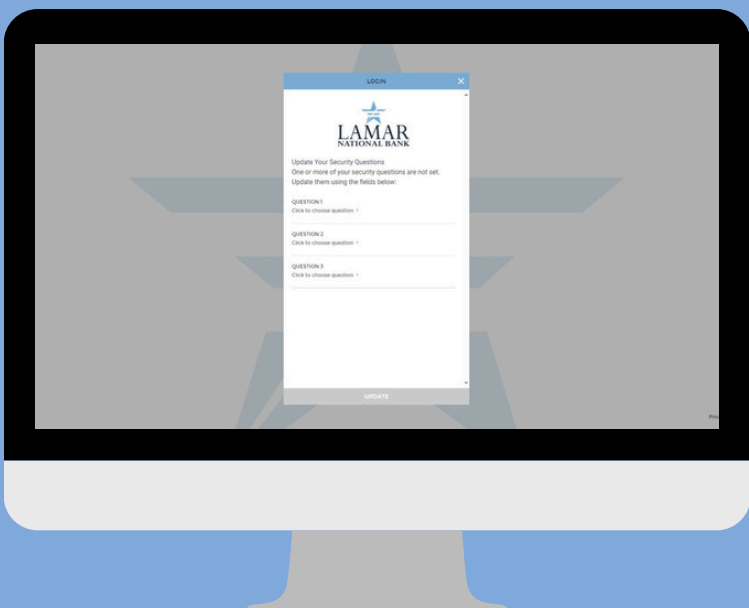 LOGIN
LAMAR
NATIONAL BANK
Update Your Security Questions
One or more of your security questions are not set.
Update them using the fields below:
QUESTION 1
Click to choose question
QUESTION 2
Click to choose question
QUESTION 3
Click to choose question
UPDATE